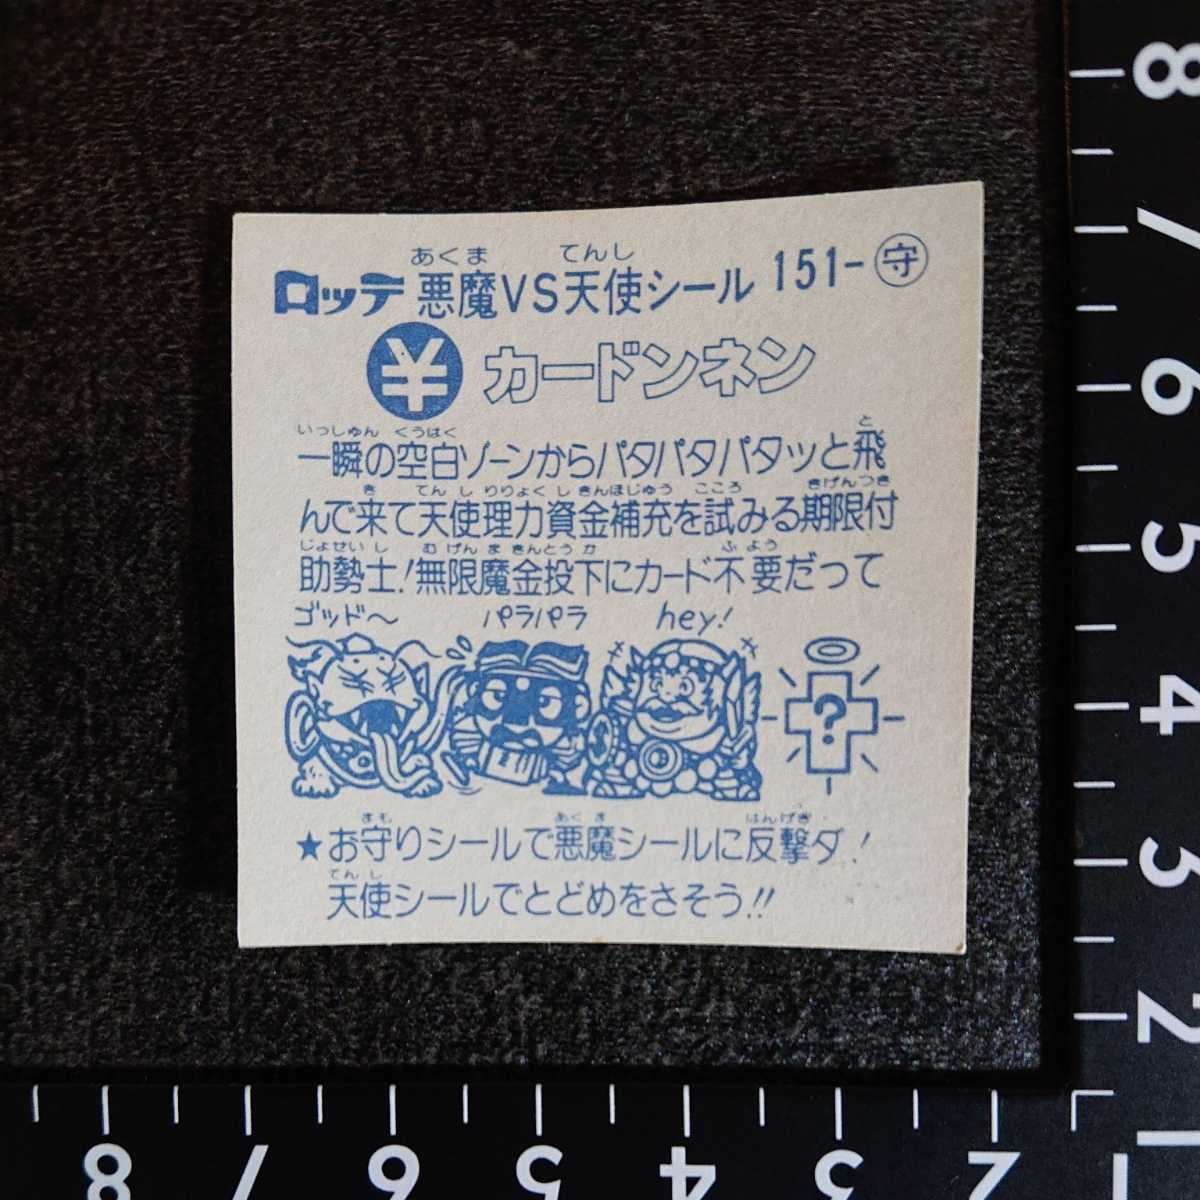 あくま てんし
ロッテ 悪魔VS天使シール 151-守
¥ カードンネン
いっしゅん くうはく と
一瞬の空白ゾーンからパタパタパタッと飛
き てんしりりょくしきんほじゅう こころ きげんつき
んで来て天使理力資金補充を試みる期限付
じょせいし むげんまきんとうか ふよう
助勢士!無限魔金投下にカード不要だって
ゴッド〜 パラパラ hey!
?
まも あくま はんげき
★お守りシールで悪魔シールに反撃ダ!
てんし
天使シールでとどめをさそう!!
8
7
6
5
4
3
2
1
8 7 6 5 4 3 2 1